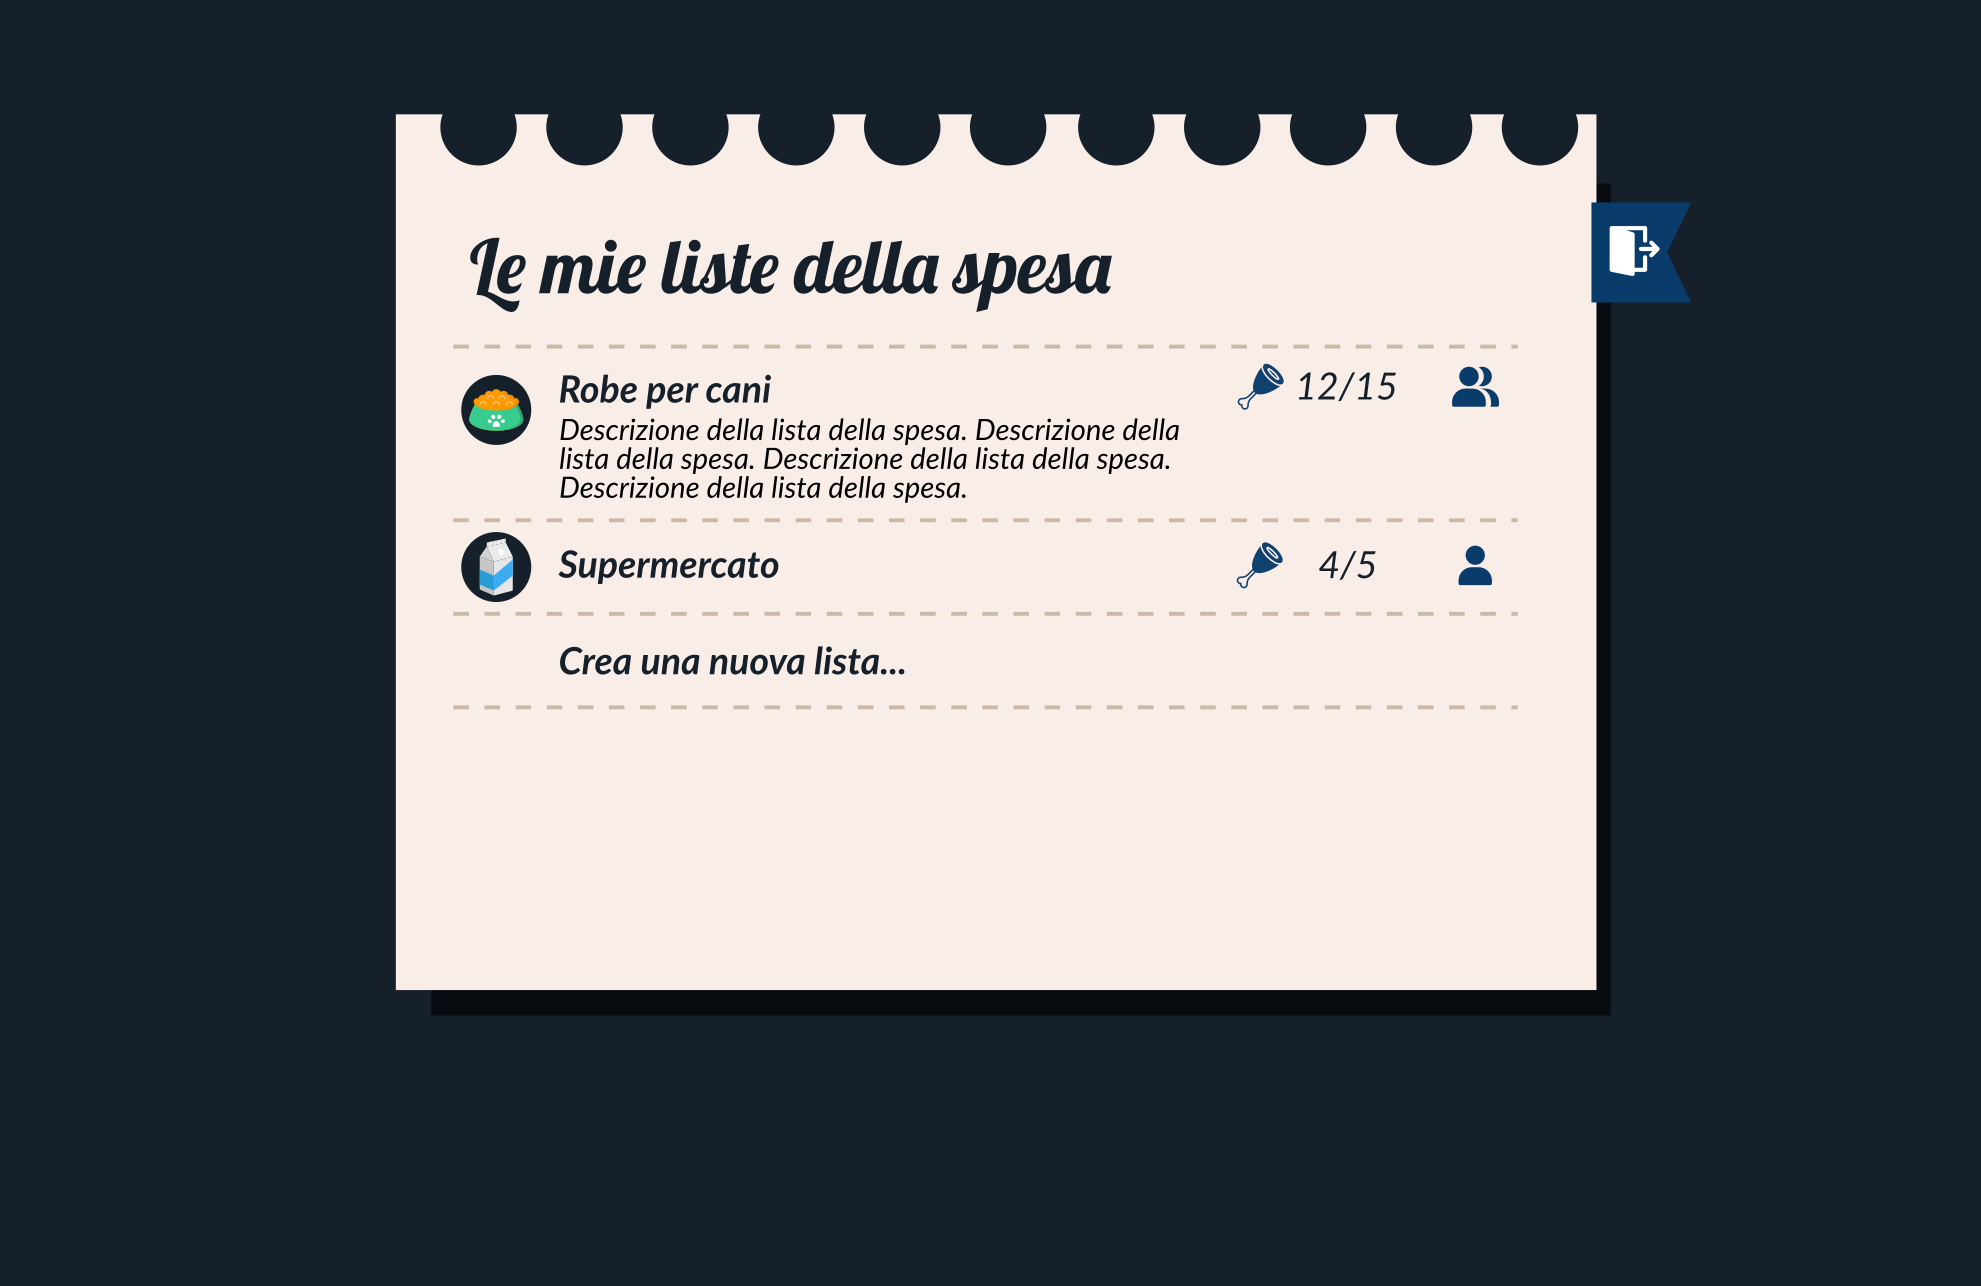 Le mie liste della spesa
Robe per cani
12/15
Descrizione della lista della spesa. Descrizione della
lista della spesa. Descrizione della lista della spesa.
Descrizione della lista della spesa.
Supermercato
4/5
Crea una nuova lista...